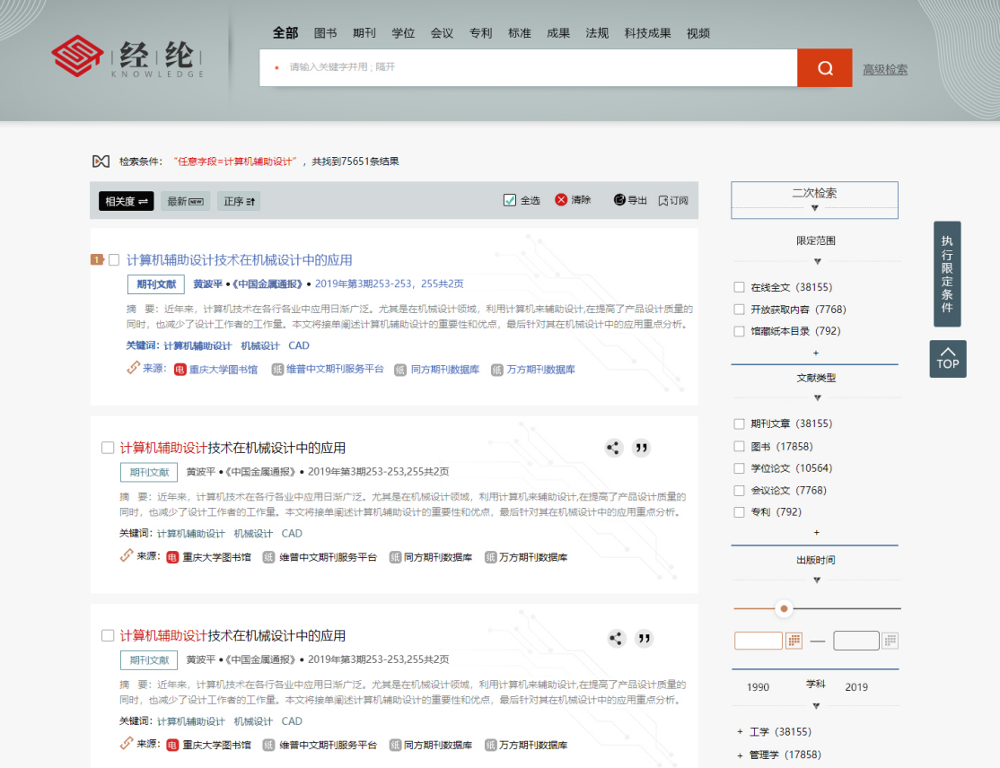 全部 图书 期刊 学位 会议 专利 标准 成果 法规 科技成果 视频
经 纶
KNOWLEDGE
请输入关键字并用 ; 隔开
高级检索
检索条件： “任意字段=计算机辅助设计” ，共找到75651条结果
相关度 最新 NEW 正序 全选 清除 导出 订阅
1 计算机辅助设计技术在机械设计中的应用
期刊文献 黄波平 •《中国金属通报》 • 2019年第3期253-253，255共2页
摘 要：近年来，计算机技术在各行各业中应用日渐广泛。尤其是在机械设计领域，利用计算机来辅助设计,在提高了产品设计质量的
同时，也减少了设计工作者的工作量。本文将接单阐述计算机辅助设计的重要性和优点，最后针对其在机械设计中的应用重点分析。
关键词：计算机辅助设计 机械设计 CAD
来源： 电 重庆大学图书馆 纸 维普中文期刊服务平台 纸 同方期刊数据库 纸 万方期刊数据库
计算机辅助设计技术在机械设计中的应用
期刊文献 黄波平 •《中国金属通报》 • 2019年第3期253-253,255共2页
摘 要：近年来，计算机技术在各行各业中应用日渐广泛。尤其是在机械设计领域，利用计算机来辅助设计,在提高了产品设计质量的
同时，也减少了设计工作者的工作量。本文将接单阐述计算机辅助设计的重要性和优点，最后针对其在机械设计中的应用重点分析。
关键词：计算机辅助设计 机械设计 CAD
来源： 电 重庆大学图书馆 纸 维普中文期刊服务平台 纸 同方期刊数据库 纸 万方期刊数据库
计算机辅助设计技术在机械设计中的应用
期刊文献 黄波平 •《中国金属通报》 • 2019年第3期253-253,255共2页
摘 要：近年来，计算机技术在各行各业中应用日渐广泛。尤其是在机械设计领域，利用计算机来辅助设计,在提高了产品设计质量的
同时，也减少了设计工作者的工作量。本文将接单阐述计算机辅助设计的重要性和优点，最后针对其在机械设计中的应用重点分析。
关键词：计算机辅助设计 机械设计 CAD
来源： 电 重庆大学图书馆 纸 维普中文期刊服务平台 纸 同方期刊数据库 纸 万方期刊数据库
二次检索
限定范围
在线全文（38155）
开放获取内容（7768）
馆藏纸本目录（792）
+
文献类型
期刊文章（38155）
图书（17858）
学位论文（10564）
会议论文（7768）
专利（792）
+
出版时间
1990 学科 2019
+ 工学（38155）
+ 管理学（17858）
执行限定条件
TOP